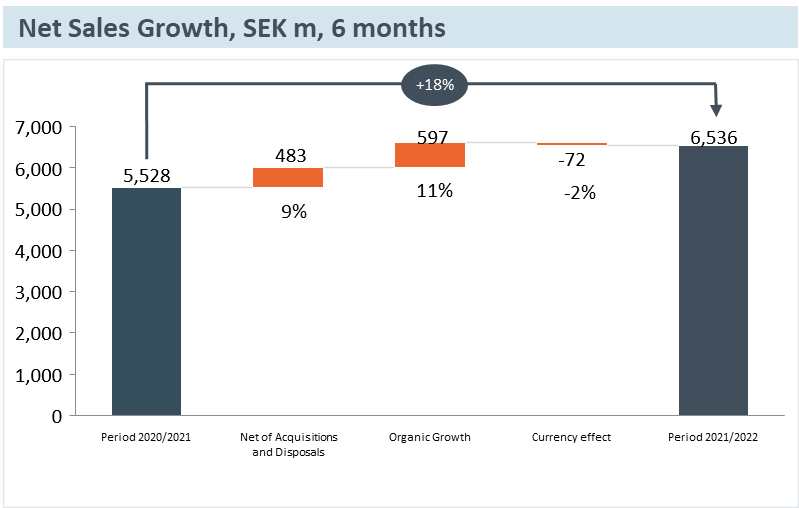 Net Sales Growth, SEK m, 6 months
+18%
7,000
6,000
5,000
4,000
3,000
2,000
1,000
0
5,528
483
9%
597
11%
-72
-2%
6,536
Period 2020/2021
Net of Acquisitions
and Disposals
Organic Growth
Currency effect
Period 2021/2022